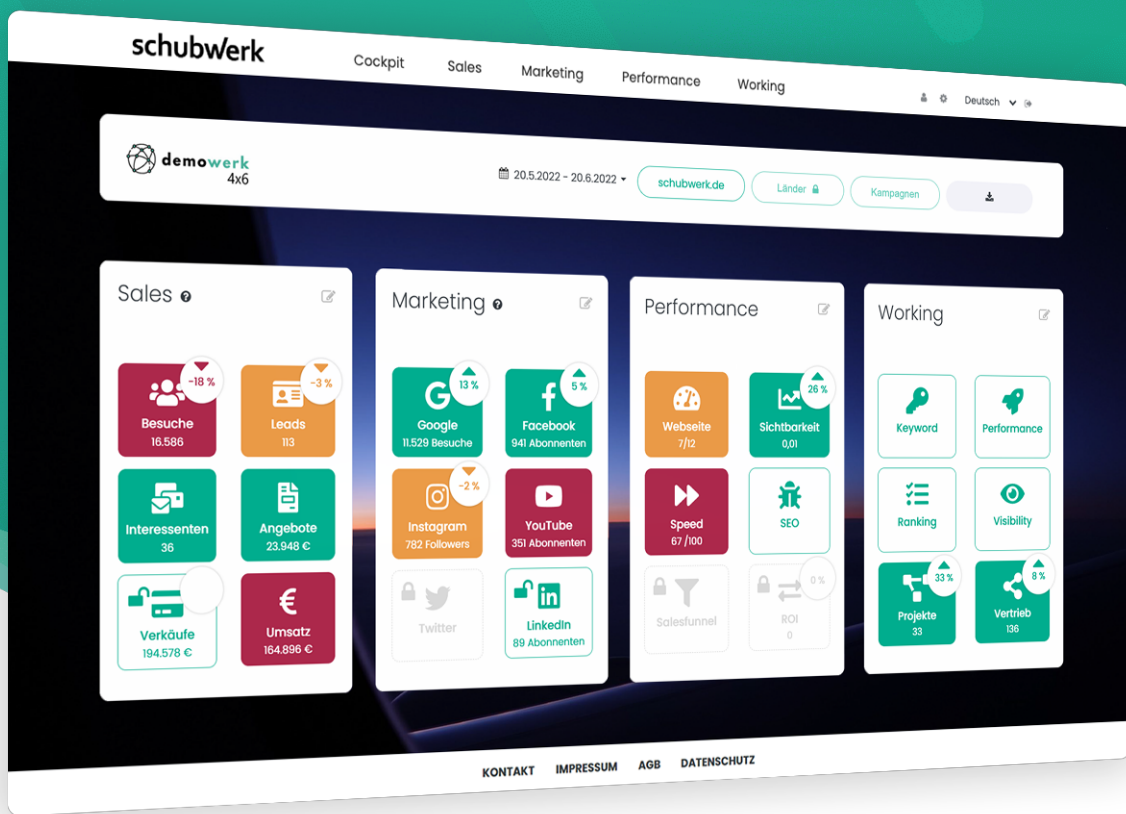 schubwerk
Cockpit
Sales
Marketing
Performance
Working
Deutsch
demowerk
4x6
20.5.2022 - 20.6.2022
schubwerk.de
Länder
Kampagnen
Sales
-18 %
Besuche
16.586
-3 %
Leads
113
Interessenten
36
Angebote
23.948 €
Verkäufe
194.578 €
€
Umsatz
164.896 €
Marketing
13 %
Google
11.529 Besuche
5 %
Facebook
941 Abonnenten
-2 %
Instagram
782 Followers
YouTube
351 Abonnenten
Twitter
in
LinkedIn
89 Abonnenten
Performance
Webseite
7/12
26 %
Sichtbarkeit
0,01
Speed
67 /100
SEO
Salesfunnel
0 %
ROI
0
Working
Keyword
Performance
Ranking
Visibility
33 %
Projekte
33
8 %
Vertrieb
136
KONTAKT
IMPRESSUM
AGB
DATENSCHUTZ